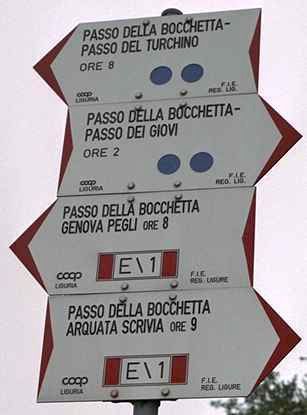 PASSO DELLA BOCCHETTA-
PASSO DEL TURCHINO
ORE 8
coop
LIGURIA
F.I.E.
REG. LIG.
PASSO DELLA BOCCHETTA-
PASSO DEI GIOVI
ORE 2
coop
LIGURIA
F.I.E.
REG. LIG.
PASSO DELLA BOCCHETTA
GENOVA PEGLI ORE 8
E\1
coop
LIGURIA
F.I.E.
REG. LIGURE
PASSO DELLA BOCCHETTA
ARQUATA SCRIVIA ORE 9
E\1
coop
LIGURIA
F.I.E.
REG. LIGURE